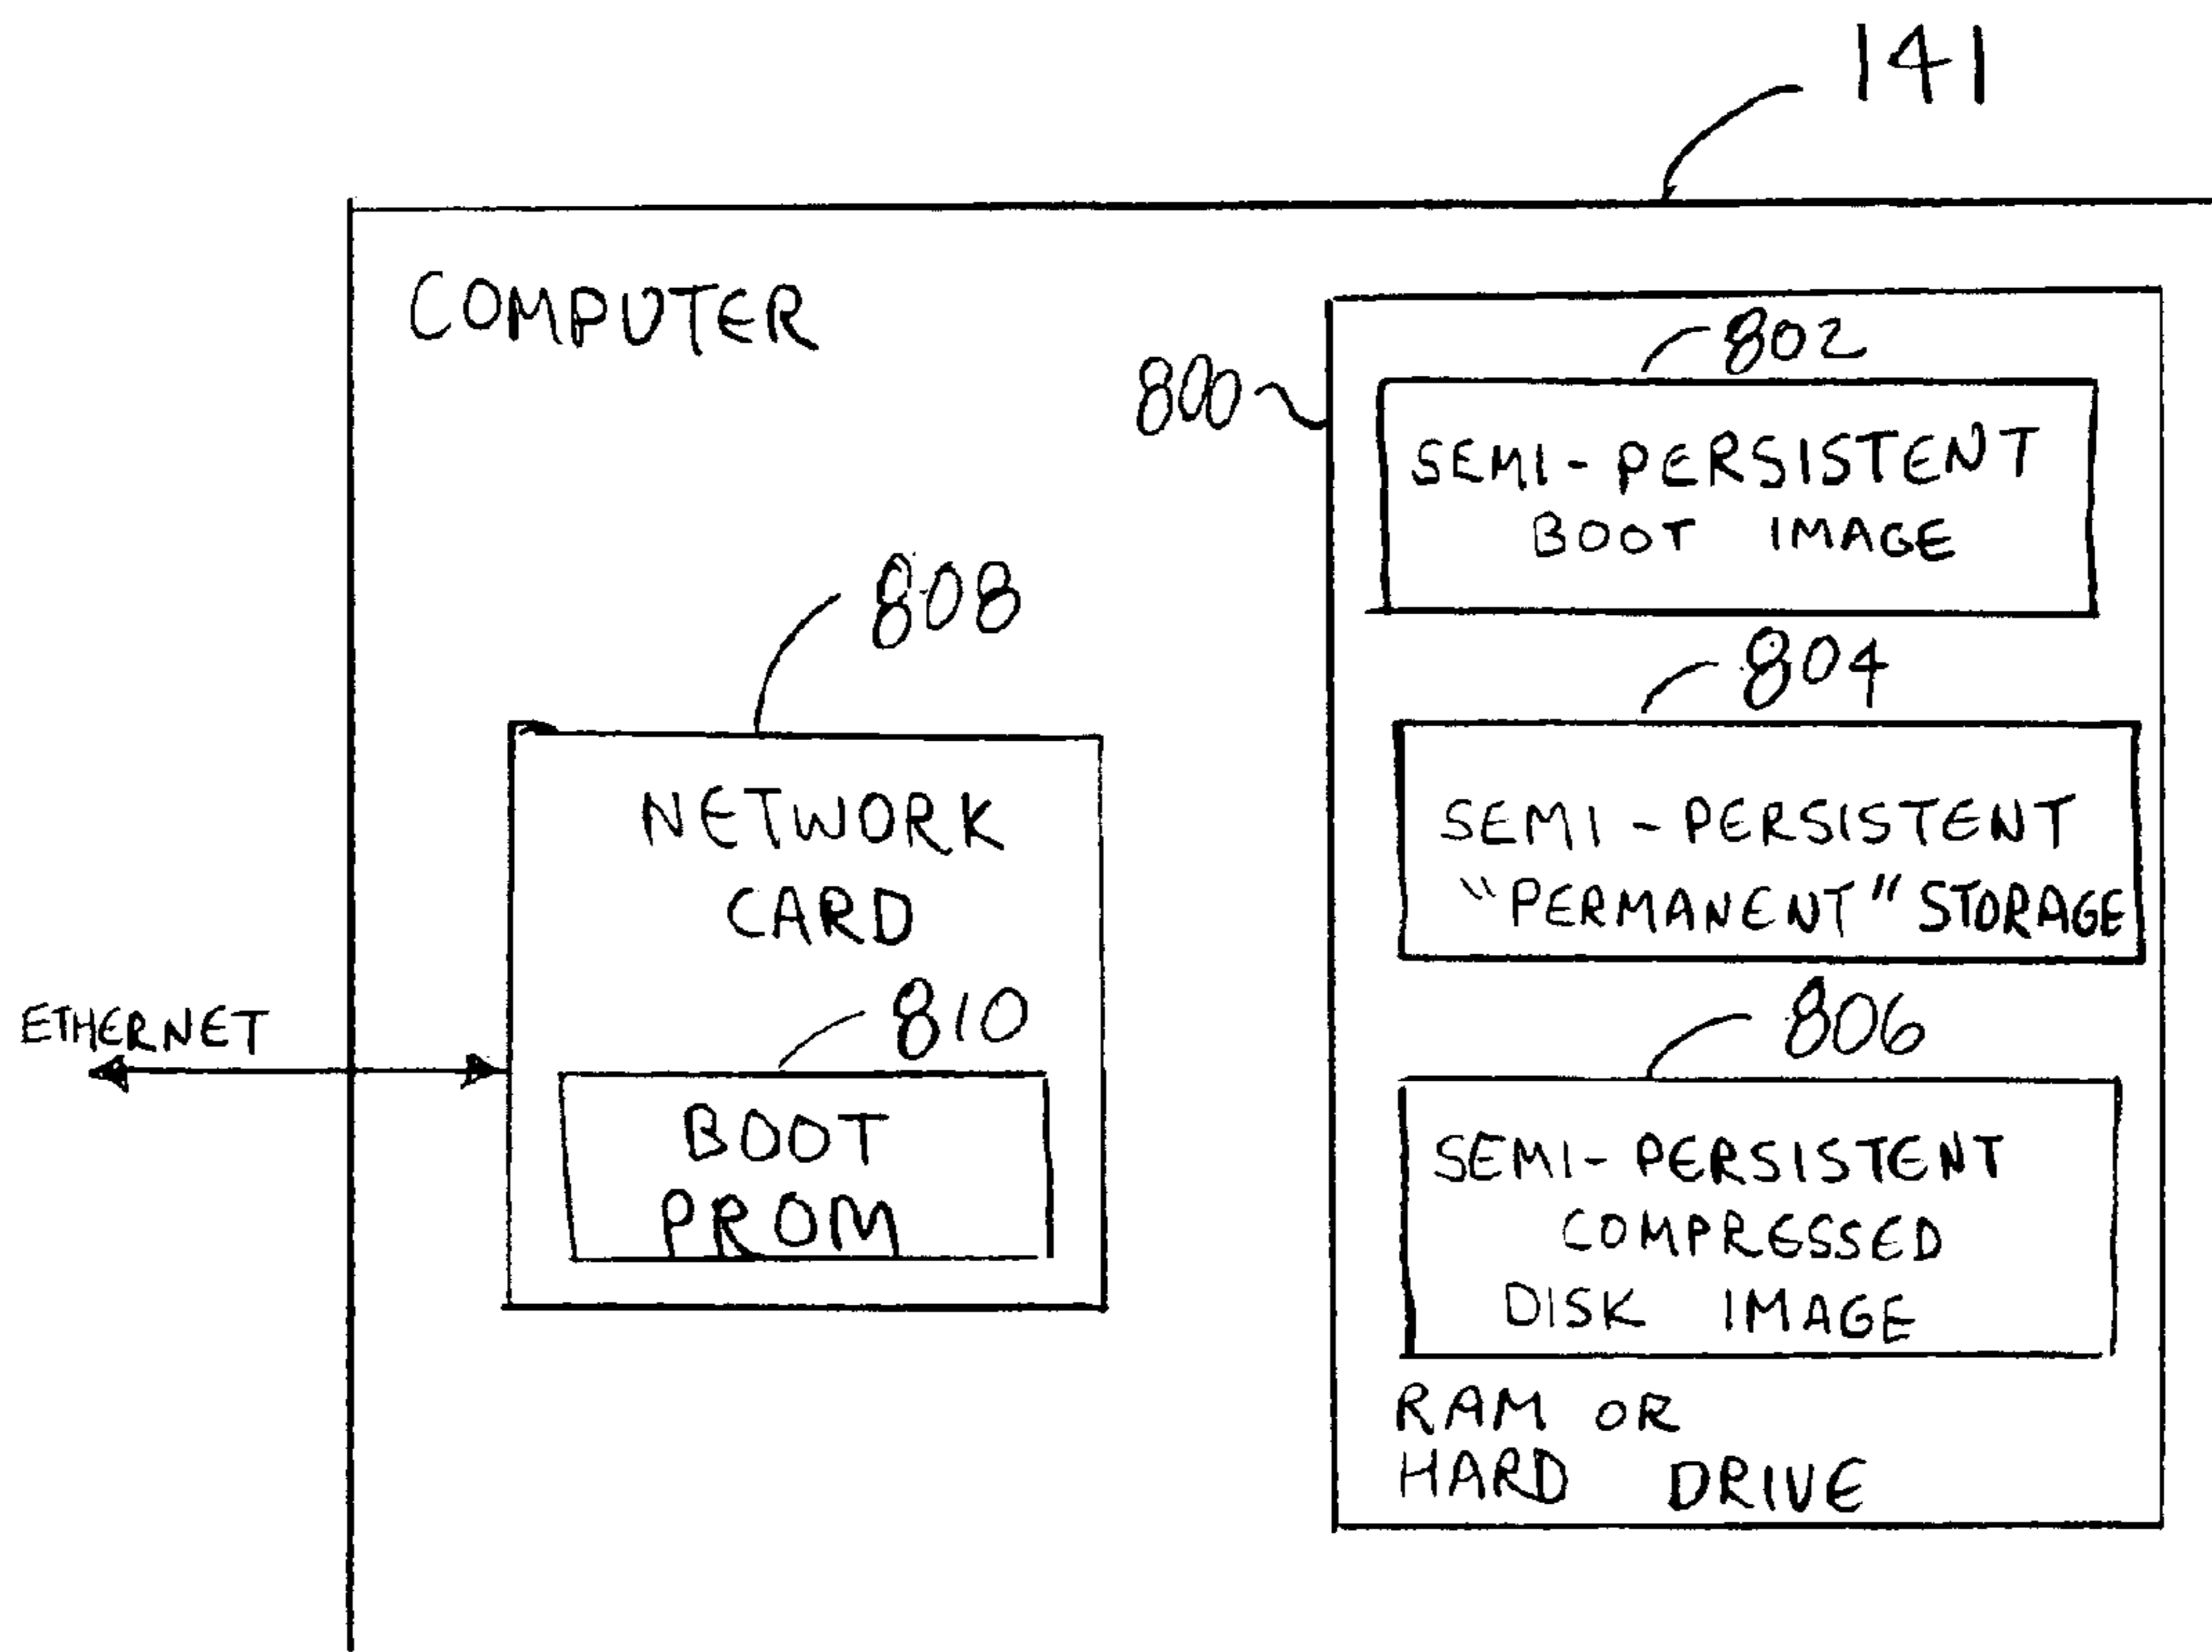 141
COMPUTER
800
802
SEMI-PERSISTENT
BOOT IMAGE
808
804
NETWORK
CARD
SEMI-PERSISTENT
"PERMANENT" STORAGE
ETHERNET
810
BOOT
PROM
806
SEMI-PERSISTENT
COMPRESSED
DISK IMAGE
RAM OR
HARD DRIVE